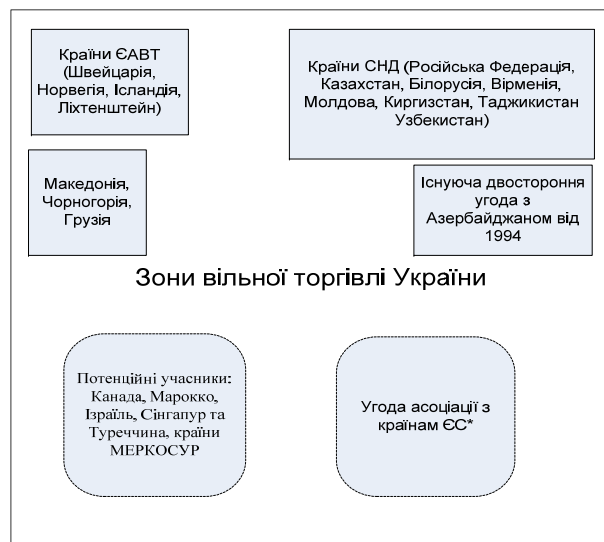 Країни ЄАВТ
(Швейцарія,
Норвегія, Ісландія,
Ліхтенштейн)
Країни СНД (Російська Федерація,
Казахстан, Білорусія, Вірменія,
Молдова, Киргизстан, Таджикистан
Узбекистан)
Македонія,
Чорногорія,
Грузія
Існуюча двостороння
угода з
Азербайджаном від
1994
Зони вільної торгівлі України
Потенційні учасники:
Канада, Марокко,
Ізраїль, Сінгапур та
Туреччина, країни
МЕРКОСУР
Угода асоціації з
країнам ЄС*